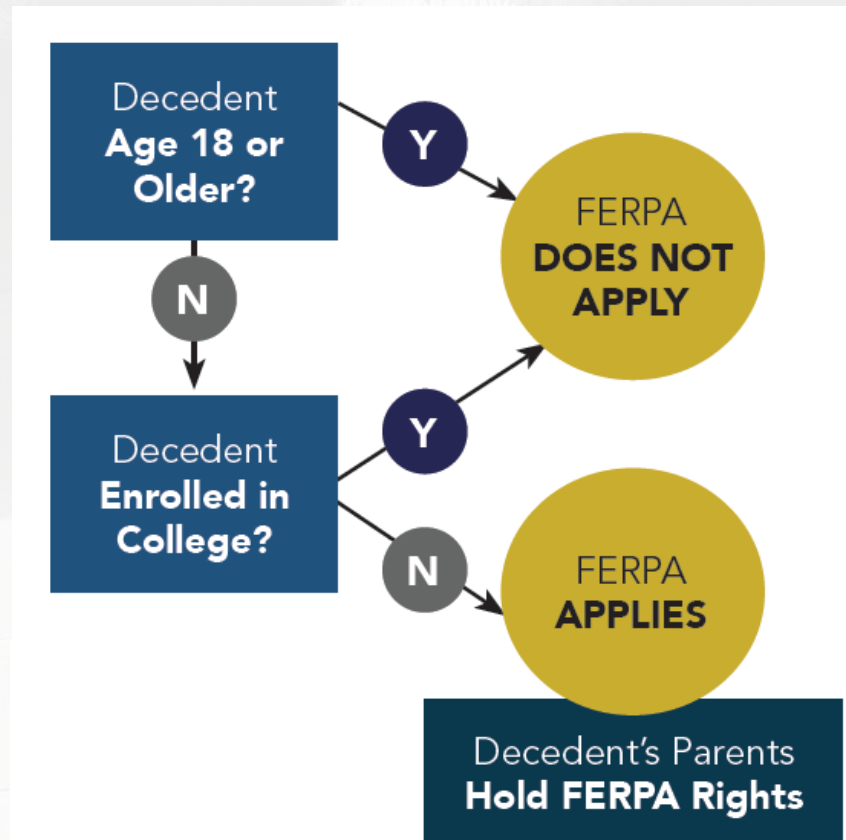 Decedent
Age 18 or
Older?
Y
FERPA
DOES NOT
APPLY
N
Decedent
Enrolled in
College?
Y
N
FERPA
APPLIES
Decedent’s Parents
Hold FERPA Rights